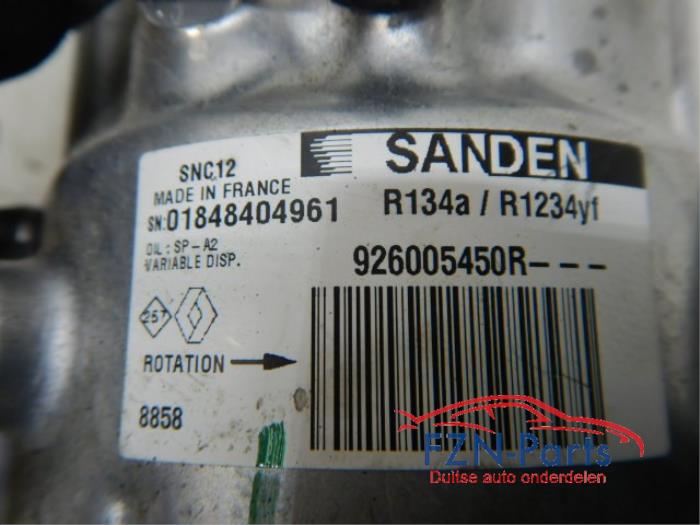 SNC12
SANDEN
MADE IN FRANCE
SN:01848404961
R134a / R1234yf
OIL: SP-A2
VARIABLE DISP.
926005450R---
257
ROTATION
8858
FZN-Parts
Duitse auto onderdelen